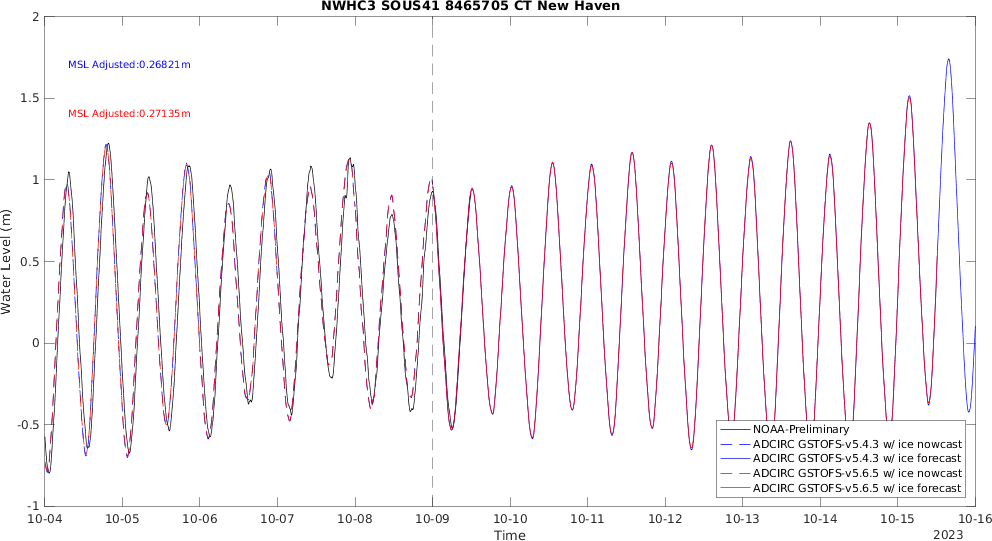 NWHC3 SOUS41 8465705 CT New Haven
2
1.5
1
0.5
0
-0.5
-1
Water Level (m)
MSL Adjusted:0.26821m
MSL Adjusted:0.27135m
NOAA-Preliminary
ADCIRC GSTOFS-v5.4.3 w/ ice nowcast
ADCIRC GSTOFS-v5.4.3 w/ ice forecast
ADCIRC GSTOFS-v5.6.5 w/ ice nowcast
ADCIRC GSTOFS-v5.6.5 w/ ice forecast
10-04 10-05 10-06 10-07 10-08 10-09 10-10 10-11 10-12 10-13 10-14 10-15 10-16
Time
2023